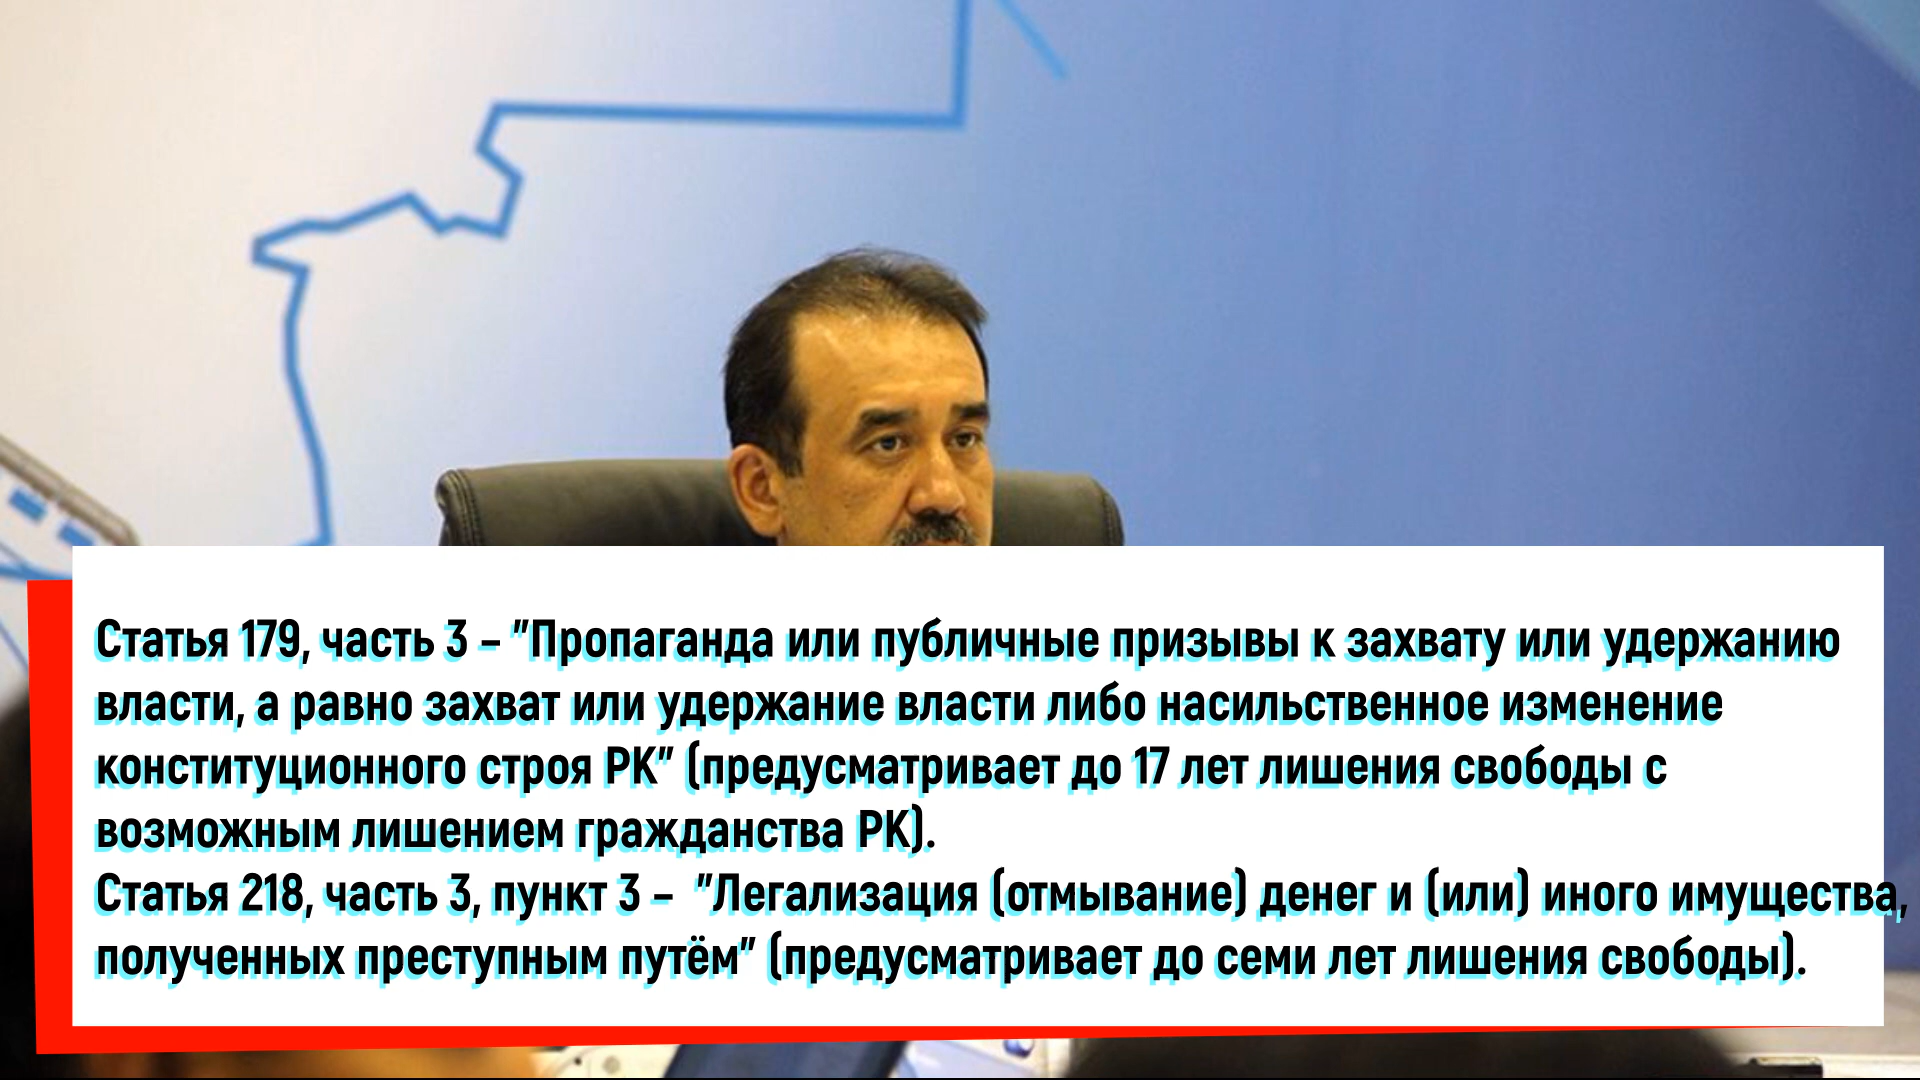 Статья 179, часть 3 – "Пропаганда или публичные призывы к захвату или удержанию
власти, а равно захват или удержание власти либо насильственное изменение
конституционного строя РК" (предусматривает до 17 лет лишения свободы с
возможным лишением гражданства РК).
Статья 218, часть 3, пункт 3 – "Легализация (отмывание) денег и (или) иного имущества,
полученных преступным путём" (предусматривает до семи лет лишения свободы).